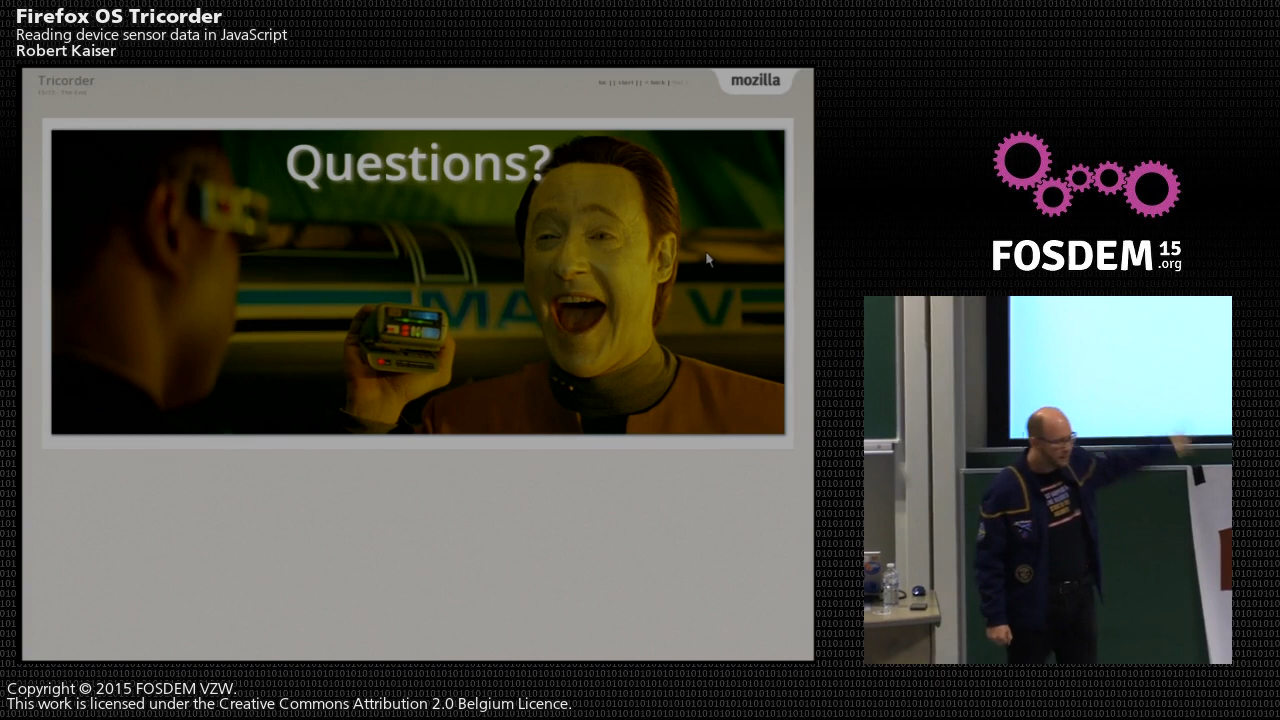 Firefox OS Tricorder
Reading device sensor data in JavaScript
Robert Kaiser
Tricorder
mozilla
Questions?
FOSDEM 15
.org
Copyright © 2015 FOSDEM VZW.
This work is licensed under the Creative Commons Attribution 2.0 Belgium Licence.